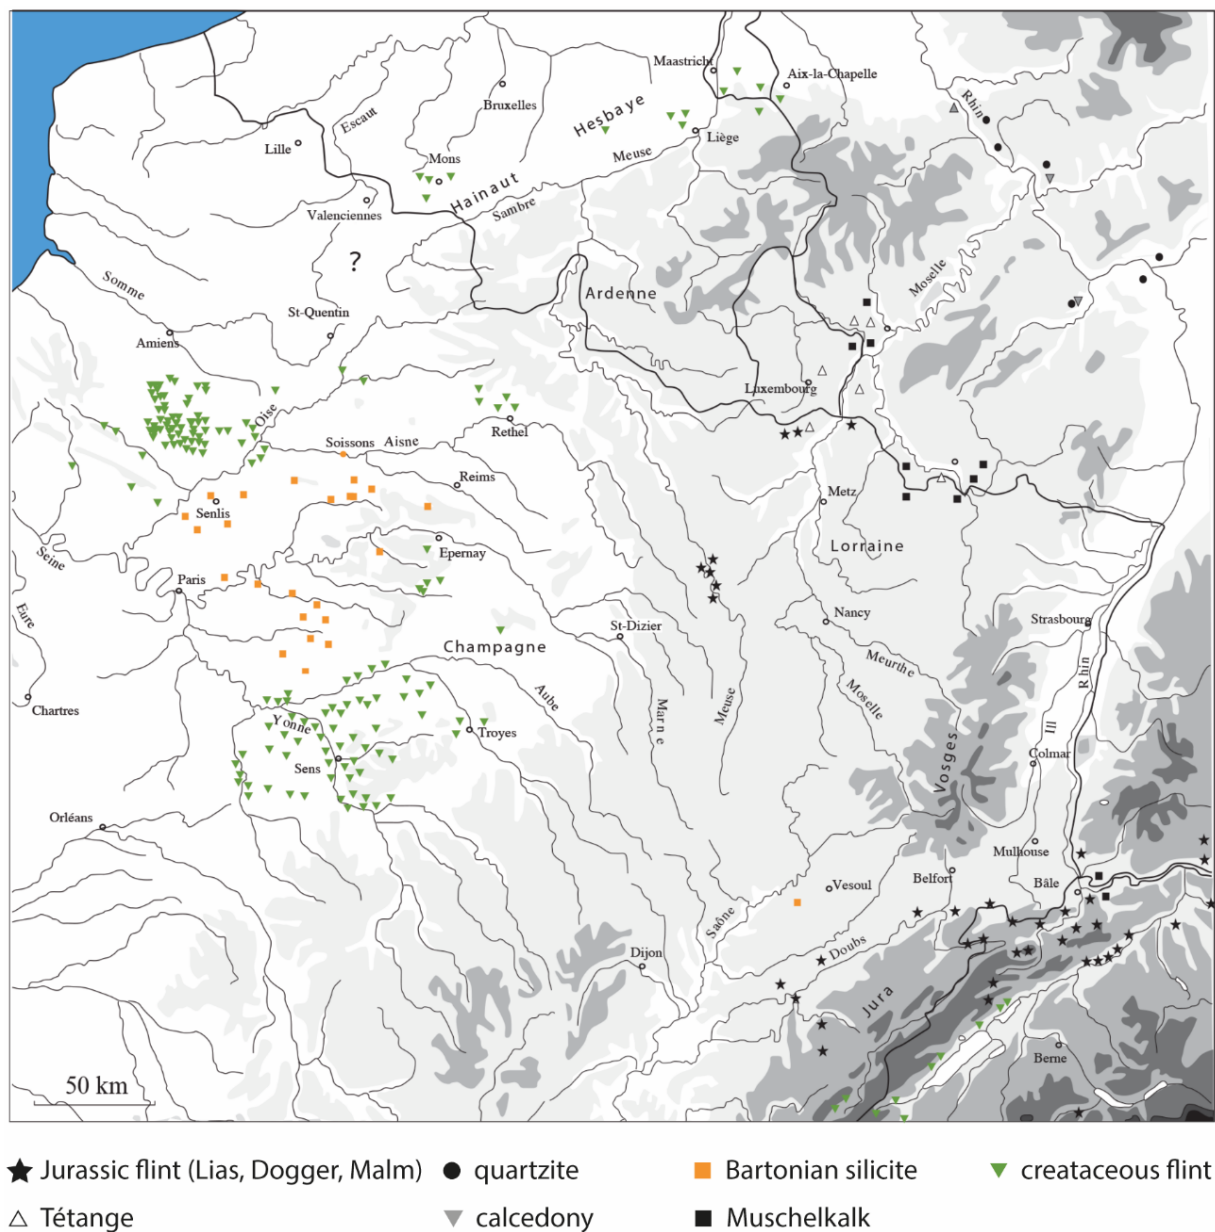 Maastricht
Aix-la-Chapelle
Bruxelles
Rhin
Escaut
Hesbaye
Lille
Liège
Mons
Meuse
Hainaut
Valenciennes
Sambre
?
Moselle
Somme
Ardenne
St-Quentin
Amiens
Luxembourg
Oise
Rethel
Soissons
Aisne
Reims
Metz
Senlis
Lorraine
Epernay
Seine
Paris
Eure
Nancy
St-Dizier
Strasbourg
Champagne
Meurthe
Rhin
Aube
Moselle
Chartres
Marne
Meuse
Yonne
Troyes
Ill
Vosges
Colmar
Sens
Orléans
Mulhouse
Belfort
Bâle
Vesoul
Saône
Doubs
Dijon
Jura
Berne
50 km
Jurassic flint (Lias, Dogger, Malm) quartzite Bartonian silicite creataceous flint
Tétange calcedony Muschelkalk